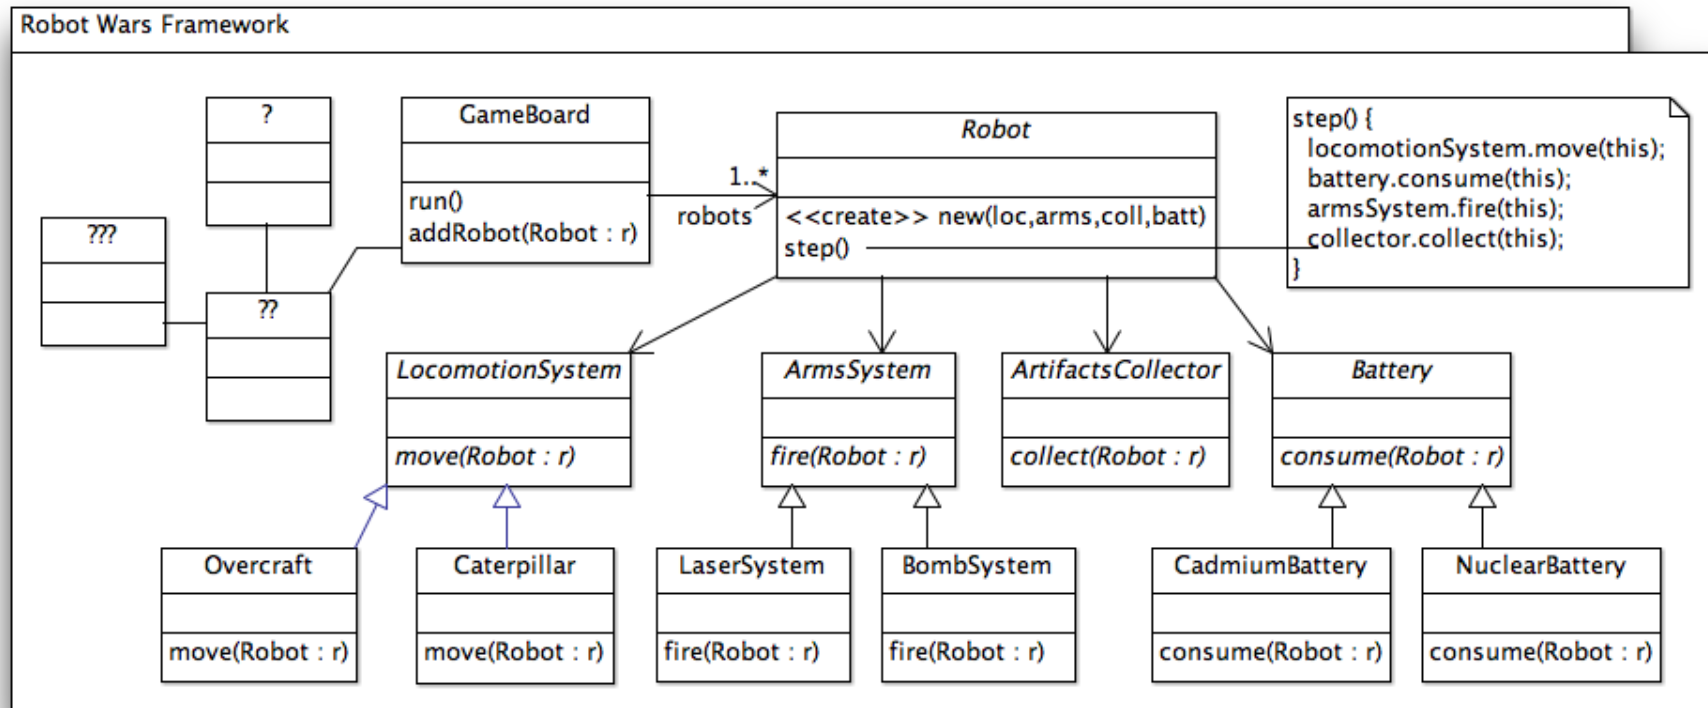 Robot Wars Framework
?
GameBoard
run()
addRobot(Robot : r)
1..*
robots
Robot
<<create>> new(loc,arms,coll,batt)
step()
step() {
locomotionSystem.move(this);
battery.consume(this);
armsSystem.fire(this);
collector.collect(this);
}
???
??
LocomotionSystem
move(Robot : r)
ArmsSystem
fire(Robot : r)
ArtifactsCollector
collect(Robot : r)
Battery
consume(Robot : r)
Overcraft
move(Robot : r)
Caterpillar
move(Robot : r)
LaserSystem
fire(Robot : r)
BombSystem
fire(Robot : r)
CadmiumBattery
consume(Robot : r)
NuclearBattery
consume(Robot : r)